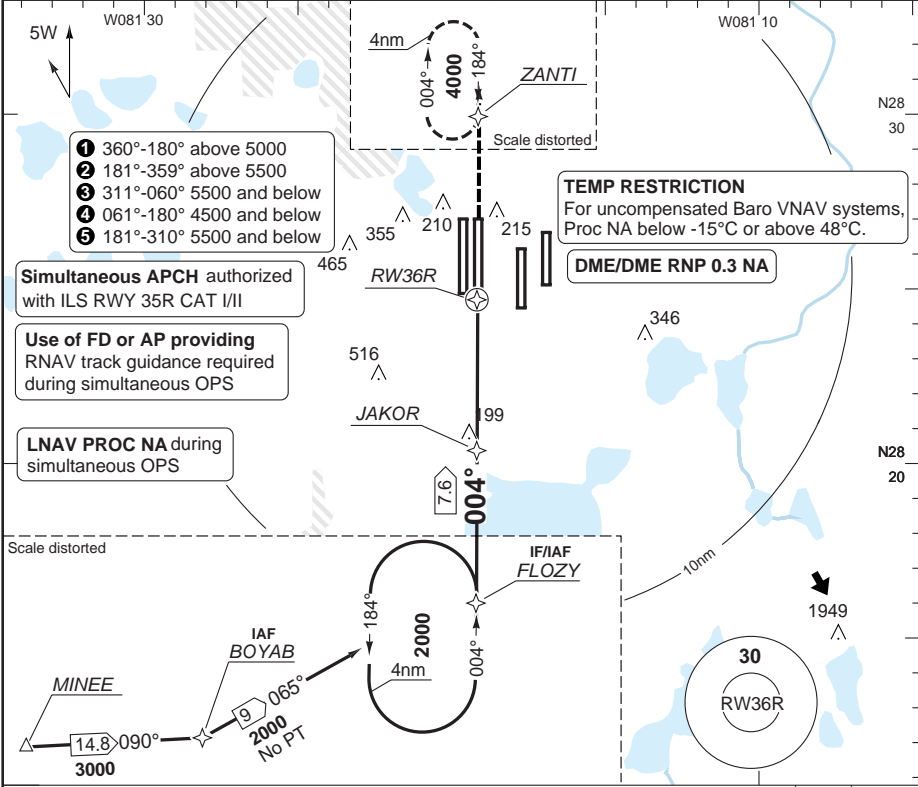 W081 30
W081 10
5W
4nm
004°
4000
184°
ZANTI
Scale distorted
N28
30
❶ 360°-180° above 5000
❷ 181°-359° above 5500
❸ 311°-060° 5500 and below
❹ 061°-180° 4500 and below
❺ 181°-310° 5500 and below
TEMP RESTRICTION
For uncompensated Baro VNAV systems,
Proc NA below -15°C or above 48°C.
355
210
215
465
Simultaneous APCH authorized
with ILS RWY 35R CAT I/II
RW36R
DME/DME RNP 0.3 NA
Use of FD or AP providing
RNAV track guidance required
during simultaneous OPS
346
516
JAKOR
199
LNAV PROC NA during
simultaneous OPS
N28
20
7.6
004°
Scale distorted
IF/IAF
FLOZY
10nm
184°
2000
004°
4nm
1949
IAF
BOYAB
MINEE
9
065°
2000
No PT
14.8
090°
3000
30
RW36R